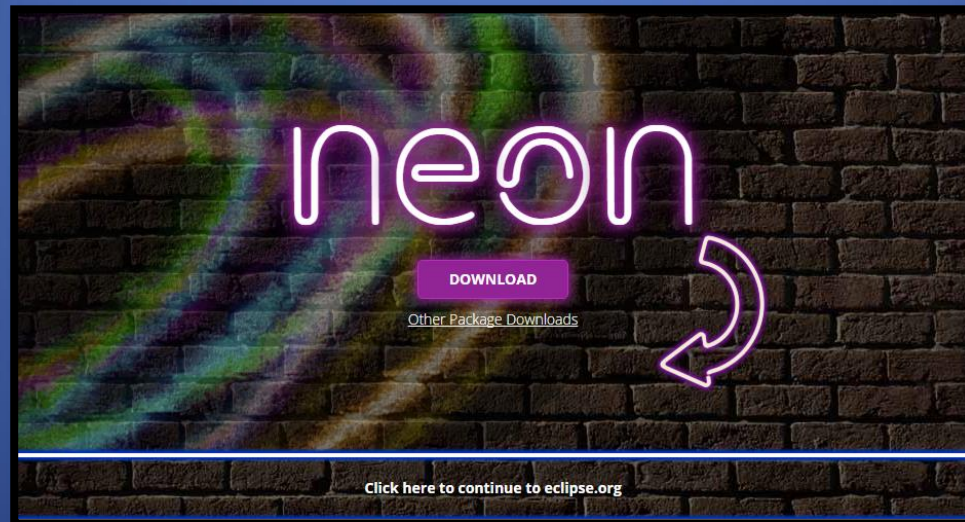 neon
DOWNLOAD
Other Package Downloads
Click here to continue to eclipse.org